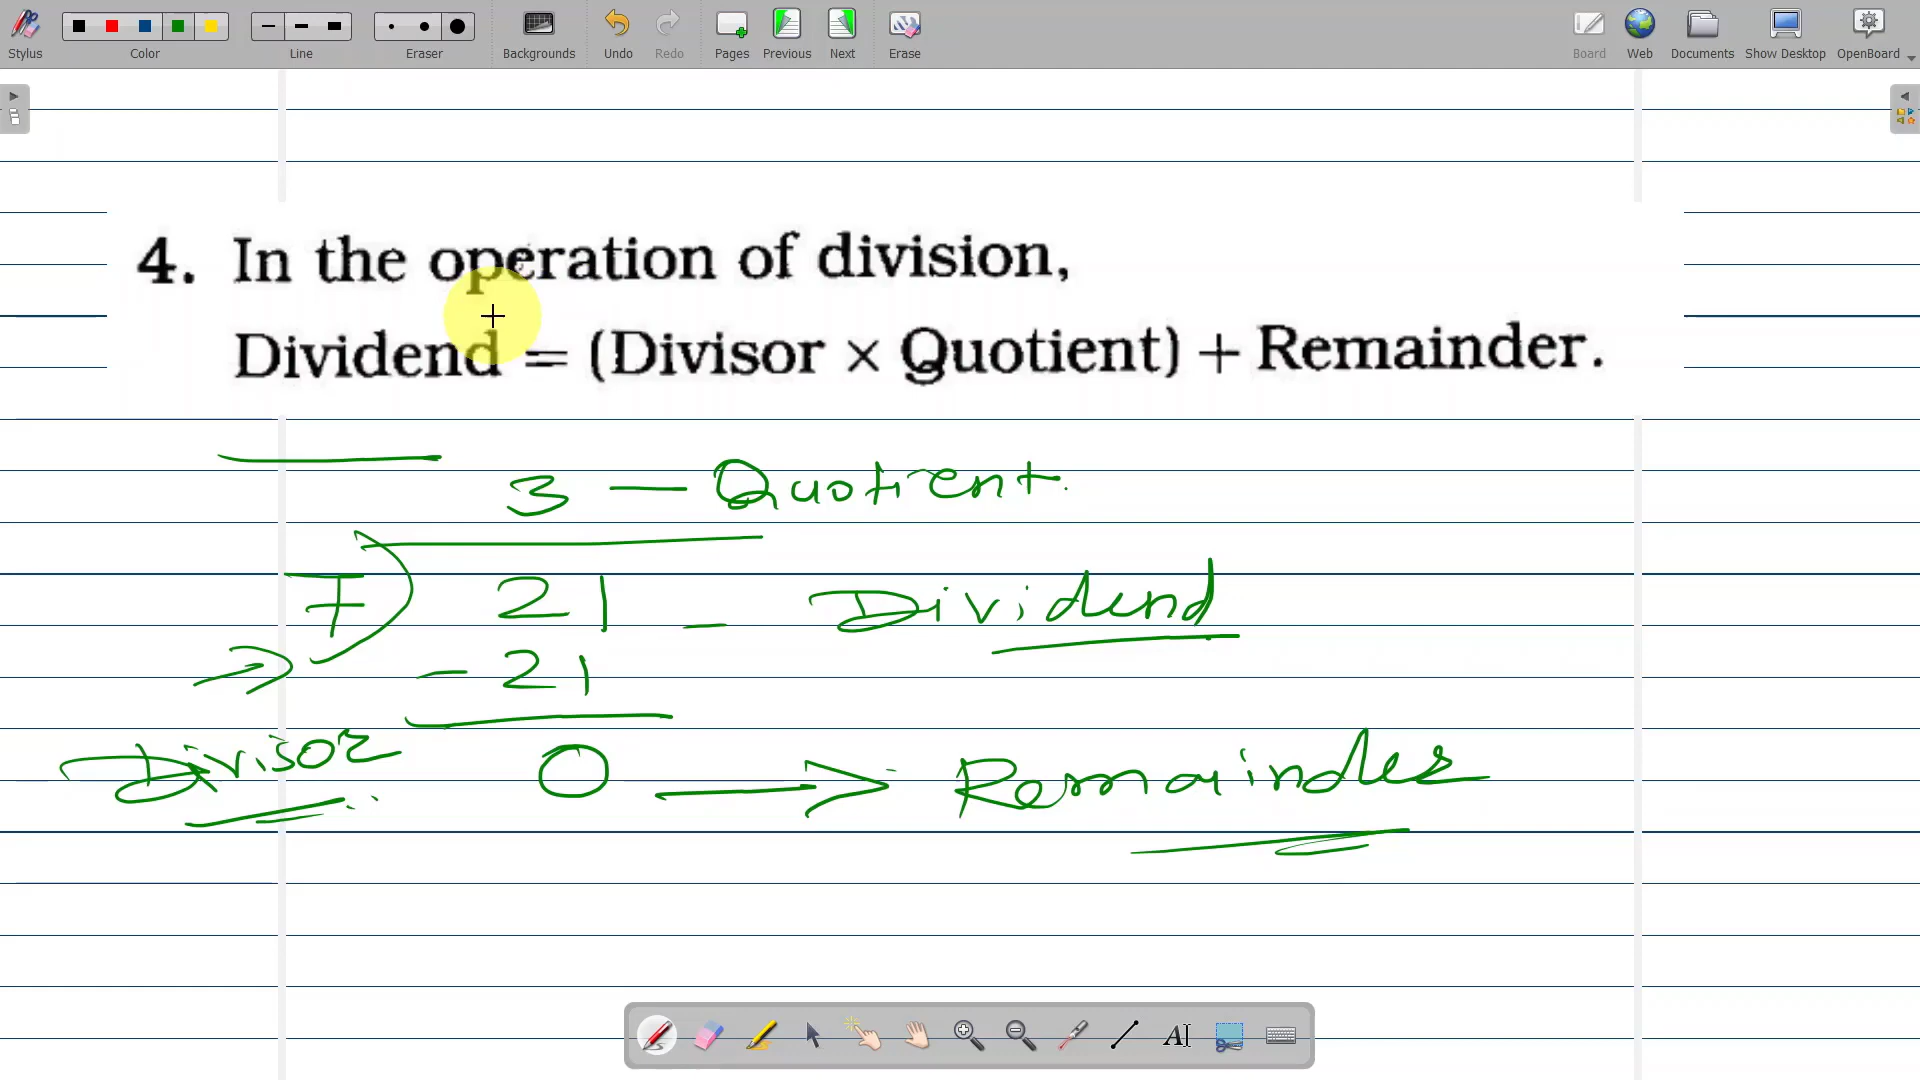 Stylus Color Line Eraser Backgrounds Undo Redo Pages Previous Next Erase Board Web Documents Show Desktop OpenBoard
4. In the operation of division,
Dividend = (Divisor × Quotient) + Remainder.
3 — Quotient.
7) 21 - Dividend
- 21
Divisor 0 → Remainder